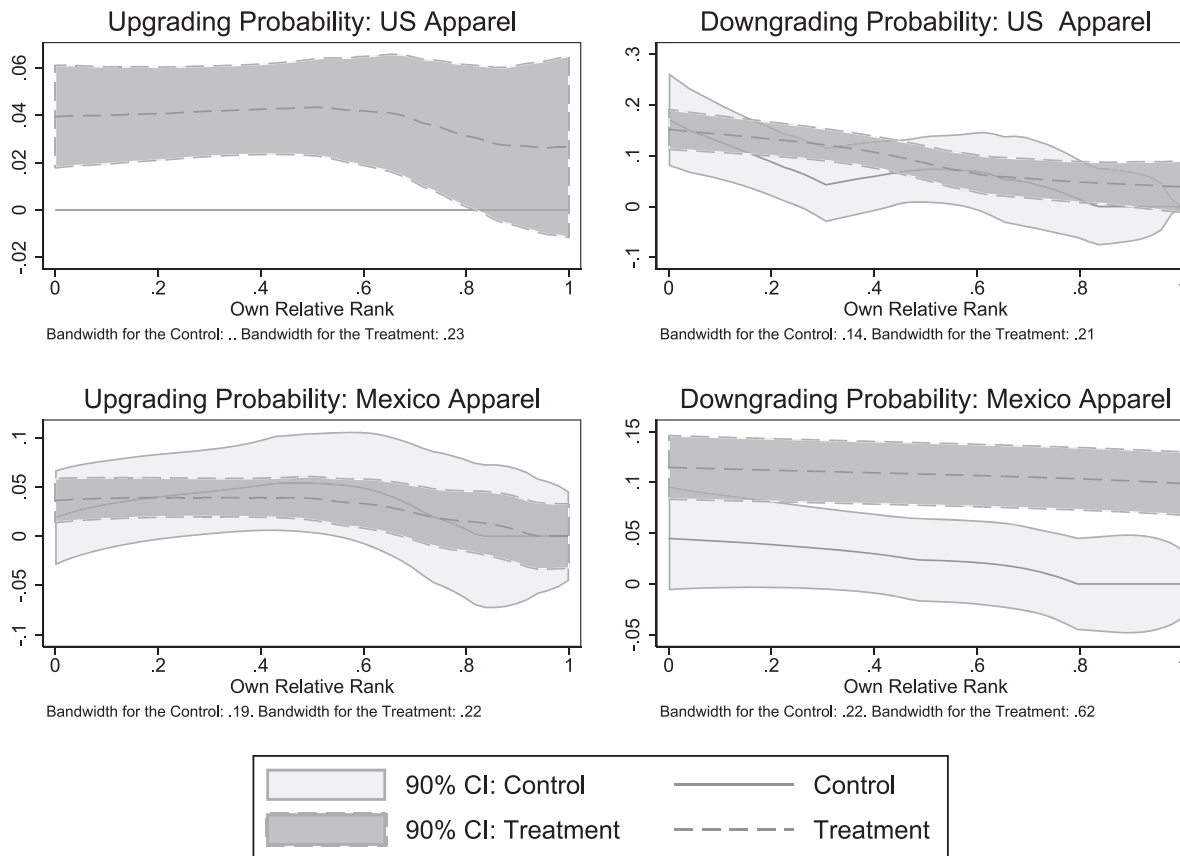 Upgrading Probability: US Apparel
.06
.04
.02
0
-.02
0 .2 .4 .6 .8 1
Own Relative Rank
Bandwidth for the Control: .. Bandwidth for the Treatment: .23
Downgrading Probability: US Apparel
.3
.2
.1
0
-.1
0 .2 .4 .6 .8 1
Own Relative Rank
Bandwidth for the Control: .14. Bandwidth for the Treatment: .21
Upgrading Probability: Mexico Apparel
.1
.05
0
-.05
-.1
0 .2 .4 .6 .8 1
Own Relative Rank
Bandwidth for the Control: .19. Bandwidth for the Treatment: .22
Downgrading Probability: Mexico Apparel
.15
.1
.05
0
-.05
0 .2 .4 .6 .8 1
Own Relative Rank
Bandwidth for the Control: .22. Bandwidth for the Treatment: .62
90% CI: Control Control
90% CI: Treatment Treatment